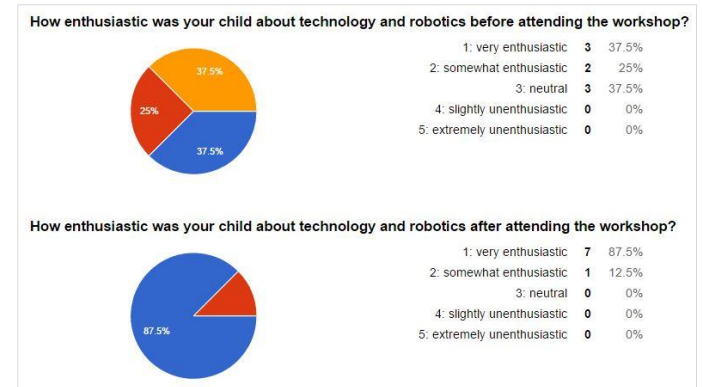 How enthusiastic was your child about technology and robotics before attending the workshop?
37.5%
25%
37.5%
1: very enthusiastic 3 37.5%
2: somewhat enthusiastic 2 25%
3: neutral 3 37.5%
4: slightly unenthusiastic 0 0%
5: extremely unenthusiastic 0 0%
How enthusiastic was your child about technology and robotics after attending the workshop?
87.5%
1: very enthusiastic 7 87.5%
2: somewhat enthusiastic 1 12.5%
3: neutral 0 0%
4: slightly unenthusiastic 0 0%
5: extremely unenthusiastic 0 0%